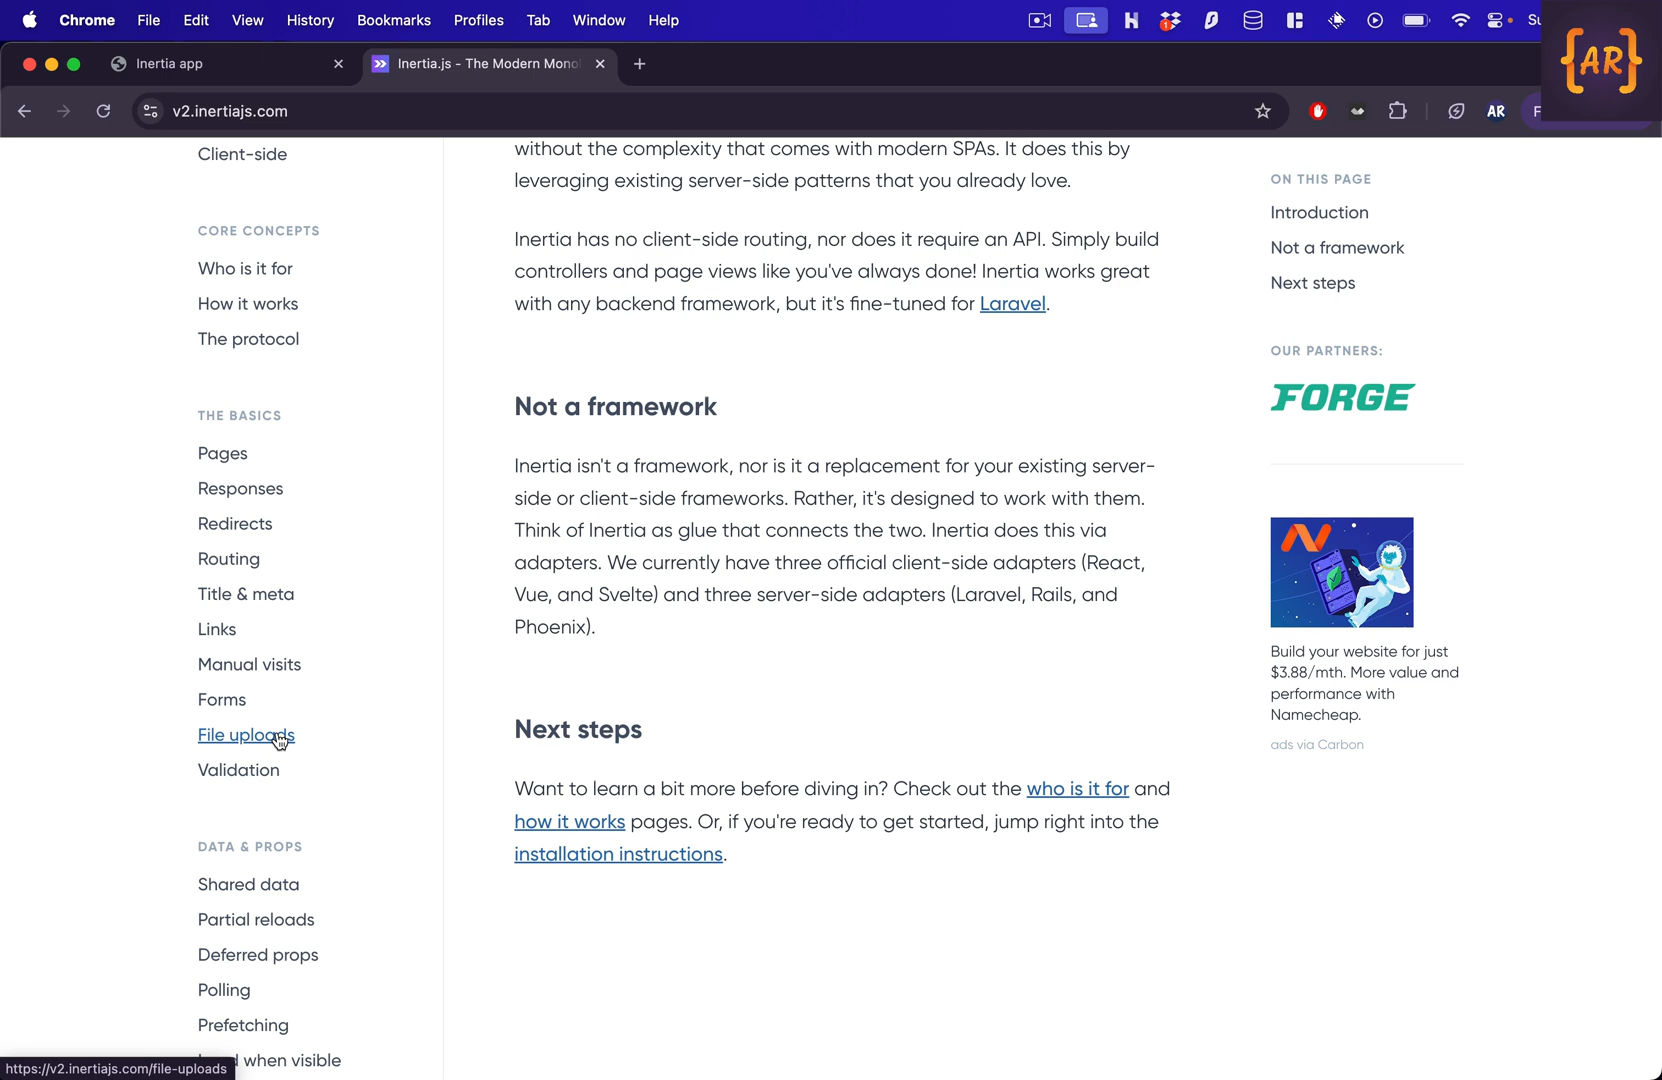 Chrome File Edit View History Bookmarks Profiles Tab Window Help
{AR}
Inertia app
Inertia.js - The Modern Mono
v2.inertiajs.com
AR
Client-side
CORE CONCEPTS
Who is it for
How it works
The protocol
THE BASICS
Pages
Responses
Redirects
Routing
Title & meta
Links
Manual visits
Forms
File uploads
Validation
DATA & PROPS
Shared data
Partial reloads
Deferred props
Polling
Prefetching
when visible
https://v2.inertiajs.com/file-uploads
without the complexity that comes with modern SPAs. It does this by
leveraging existing server-side patterns that you already love.
Inertia has no client-side routing, nor does it require an API. Simply build
controllers and page views like you've always done! Inertia works great
with any backend framework, but it's fine-tuned for Laravel.
Not a framework
Inertia isn't a framework, nor is it a replacement for your existing server-
side or client-side frameworks. Rather, it's designed to work with them.
Think of Inertia as glue that connects the two. Inertia does this via
adapters. We currently have three official client-side adapters (React,
Vue, and Svelte) and three server-side adapters (Laravel, Rails, and
Phoenix).
Next steps
Want to learn a bit more before diving in? Check out the who is it for and
how it works pages. Or, if you're ready to get started, jump right into the
installation instructions.
ON THIS PAGE
Introduction
Not a framework
Next steps
OUR PARTNERS:
FORGE
Build your website for just
$3.88/mth. More value and
performance with
Namecheap.
ads via Carbon